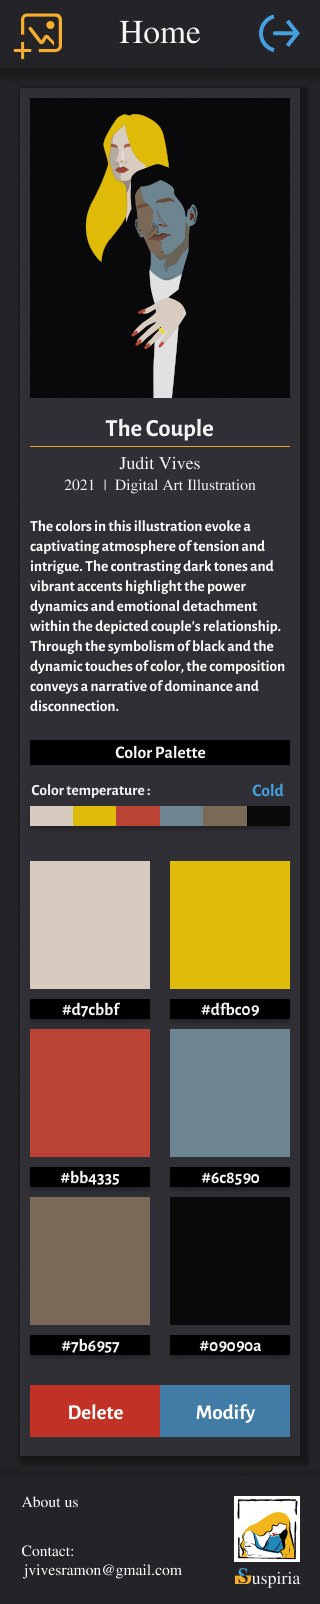 Home
The Couple
Judit Vives
2021 | Digital Art Illustration
The colors in this illustration evoke a
captivating atmosphere of tension and
intrigue. The contrasting dark tones and
vibrant accents highlight the power
dynamics and emotional detachment
within the depicted couple's relationship.
Through the symbolism of black and the
dynamic touches of color, the composition
conveys a narrative of dominance and
disconnection.
Color Palette
Color temperature : Cold
#d7cbbf #dfbc09
#bb4335 #6c8590
#7b6957 #09090a
Delete Modify
About us
Contact:
jvivesramon@gmail.com
Suspiria